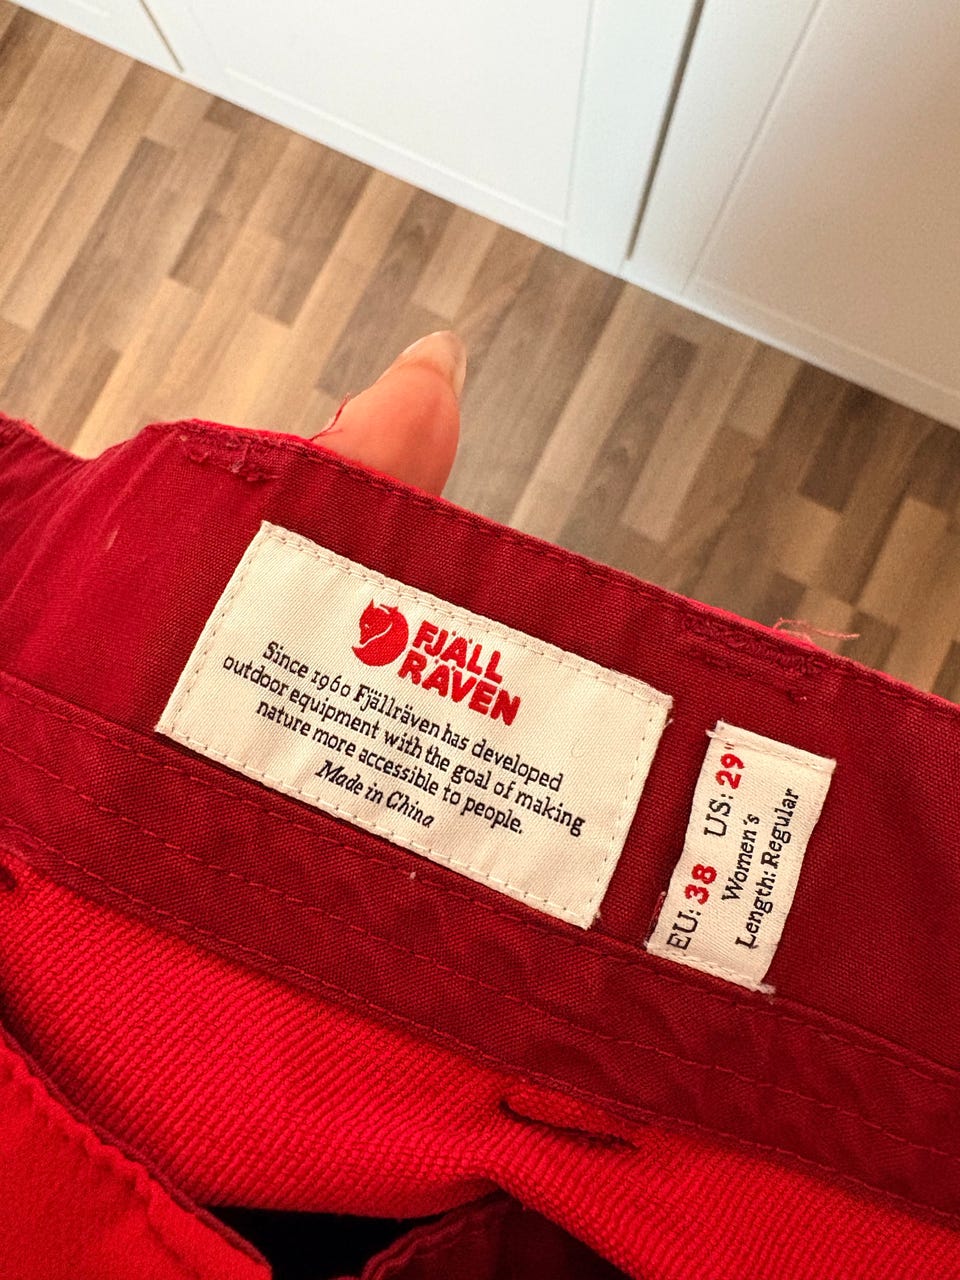 FJÄLL
RÄVEN
Since 1960 Fjällräven has developed
outdoor equipment with the goal of making
nature more accessible to people.
Made in China
EU: 38 US: 29"
Women's
Length: Regular